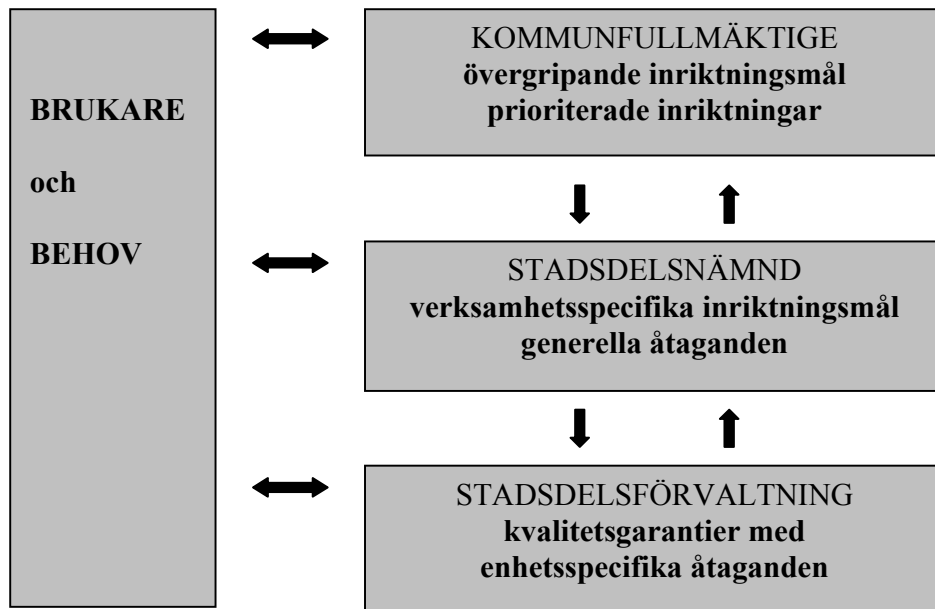 BRUKARE
och
BEHOV
KOMMUNFULLMÄKTIGE
övergripande inriktningsmål
prioriterade inriktningar
STADSDELSNÄMND
verksamhetsspecifika inriktningsmål
generella åtaganden
STADSDELSFÖRVALTNING
kvalitetsgarantier med
enhetsspecifika åtaganden